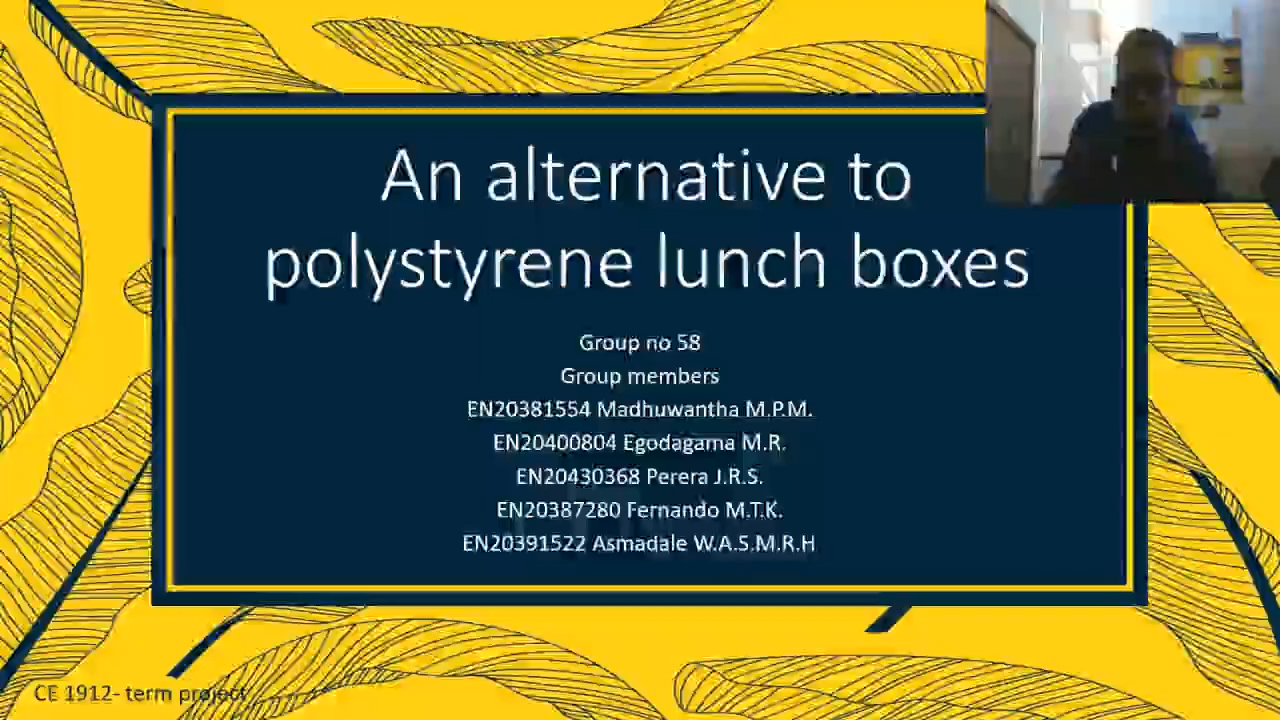 An alternative to
polystyrene lunch boxes
Group no 58
Group members
EN20381554 Madhuwantha M.P.M.
EN20400804 Egodagama M.R.
EN20430368 Perera J.R.S.
EN20387280 Fernando M.T.K.
EN20391522 Asmadale W.A.S.M.R.H
CE 1912- term project